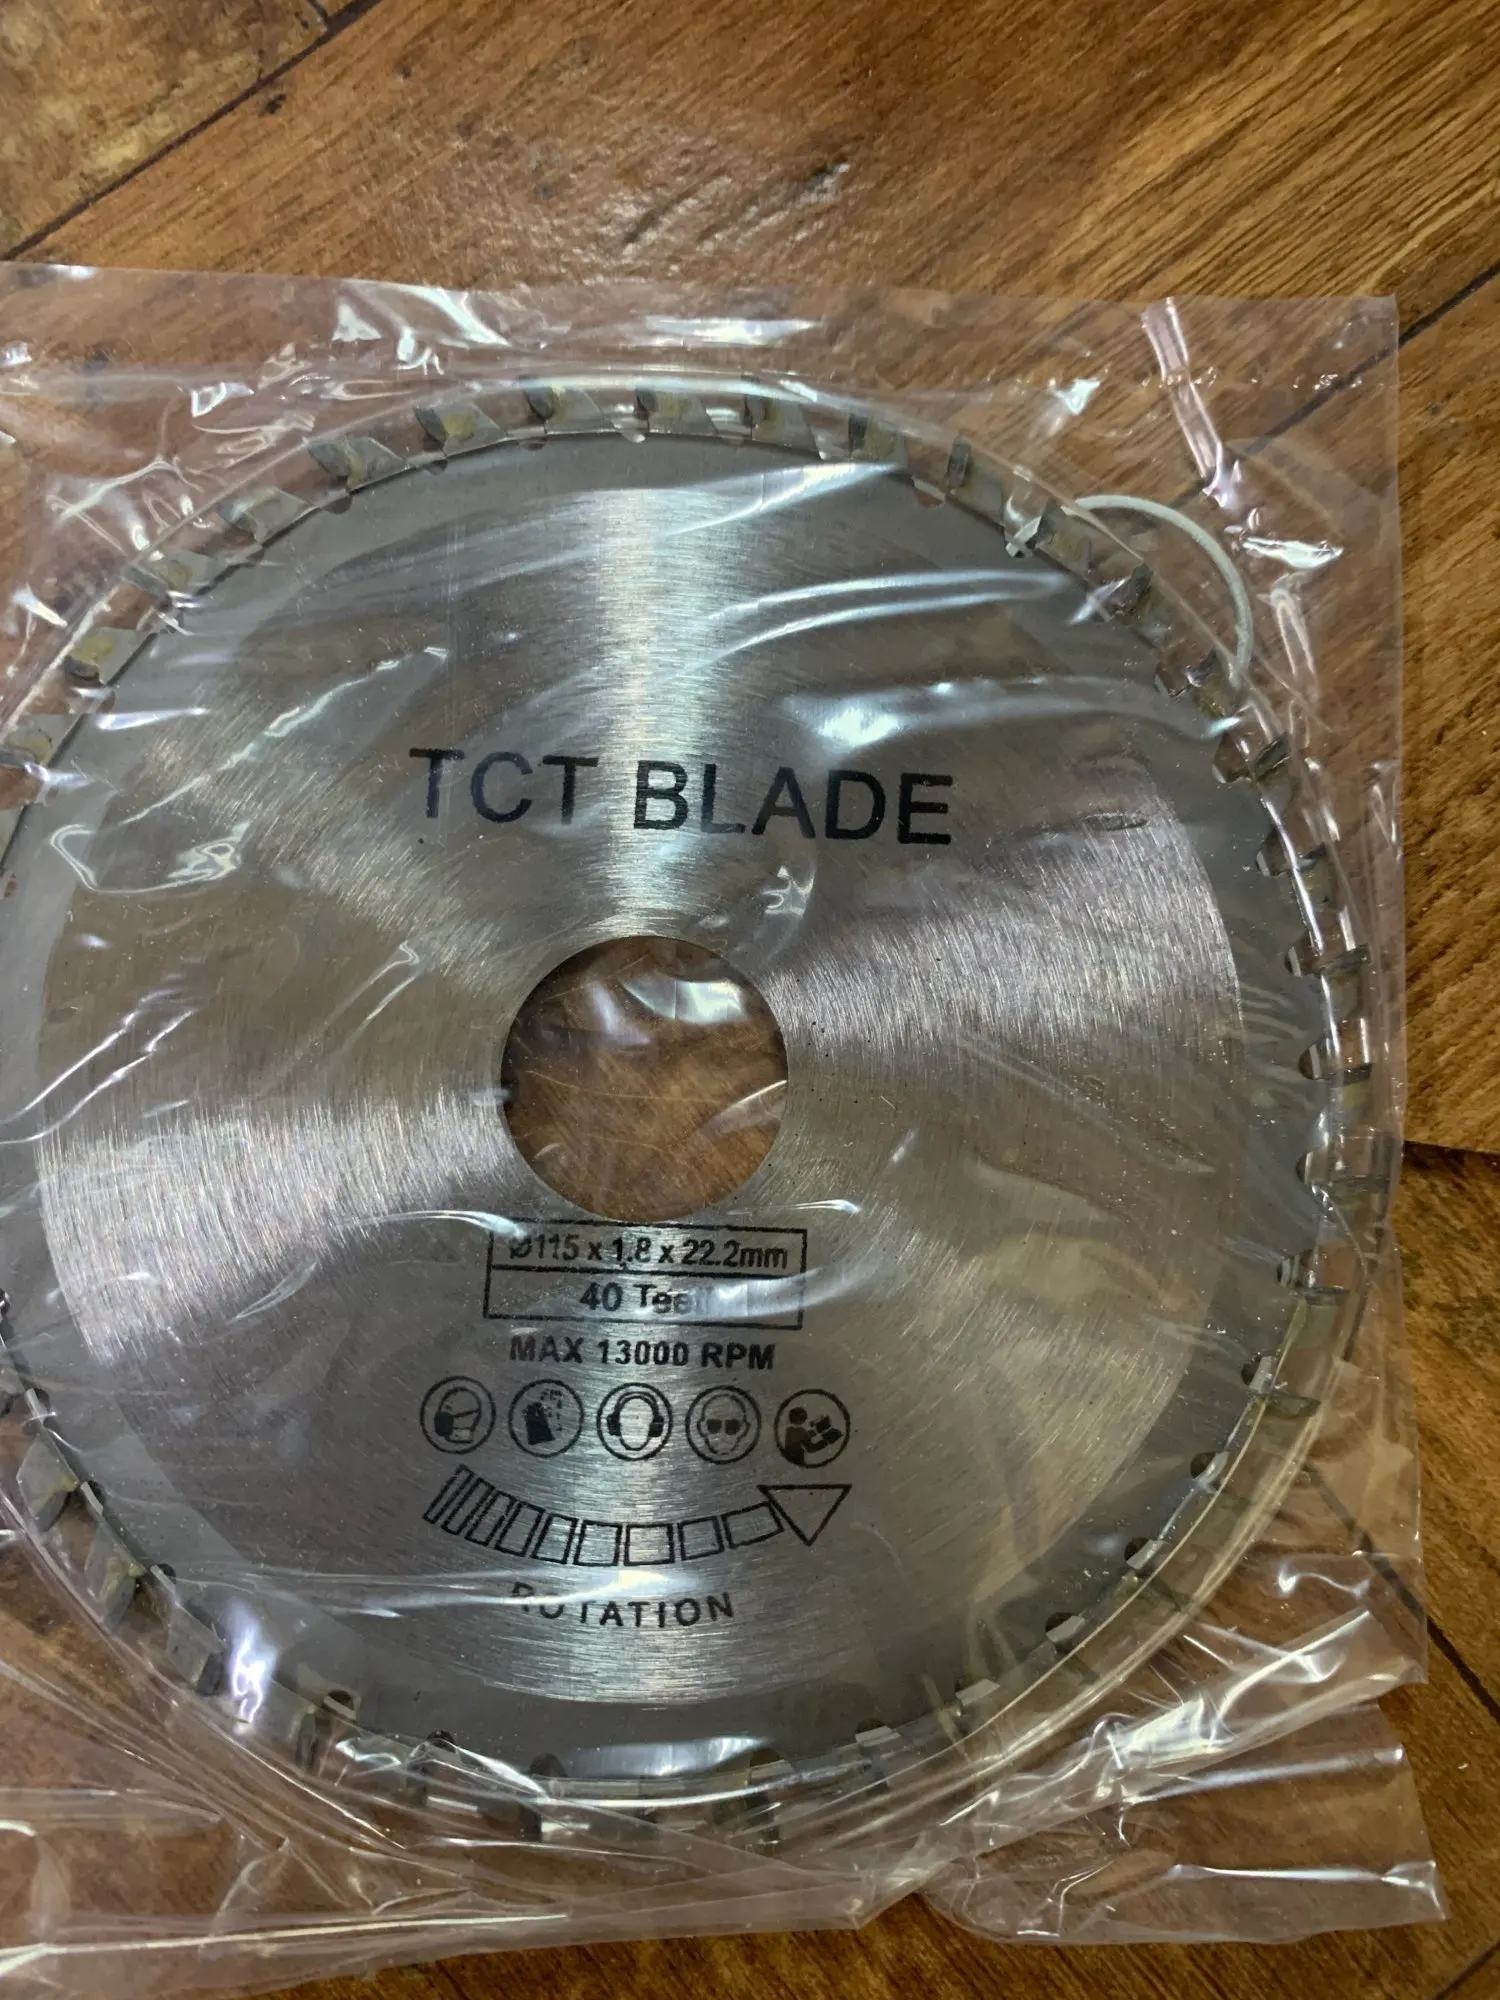 TCT BLADE
Ø115 x 1.8 x 22.2mm
40 Teeth
MAX 13000 RPM
ROTATION